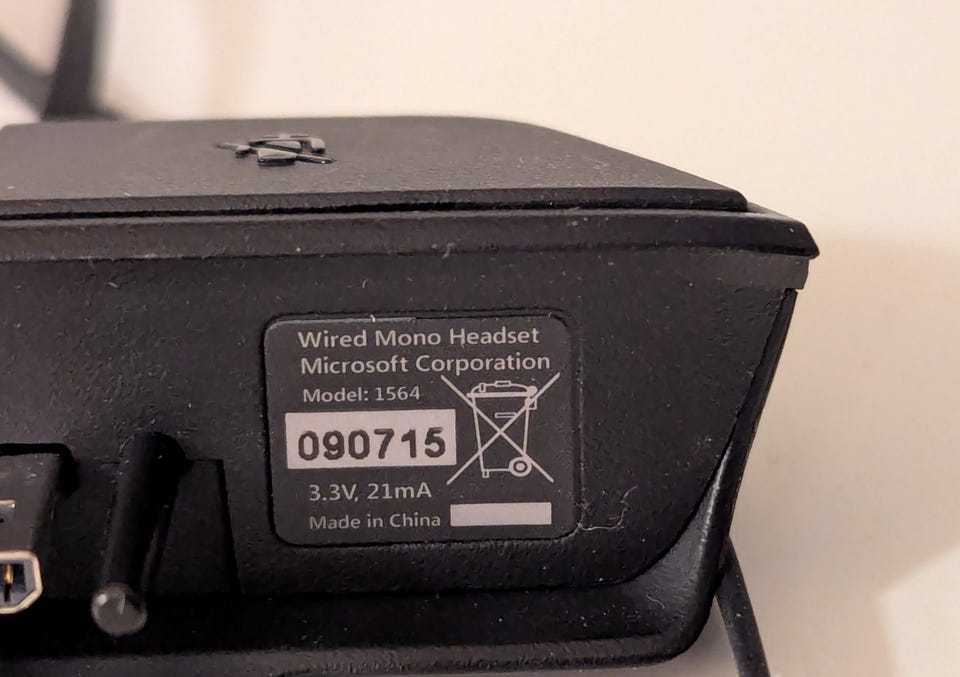 Wired Mono Headset
Microsoft Corporation
Model: 1564
090715
3.3V, 21mA
Made in China